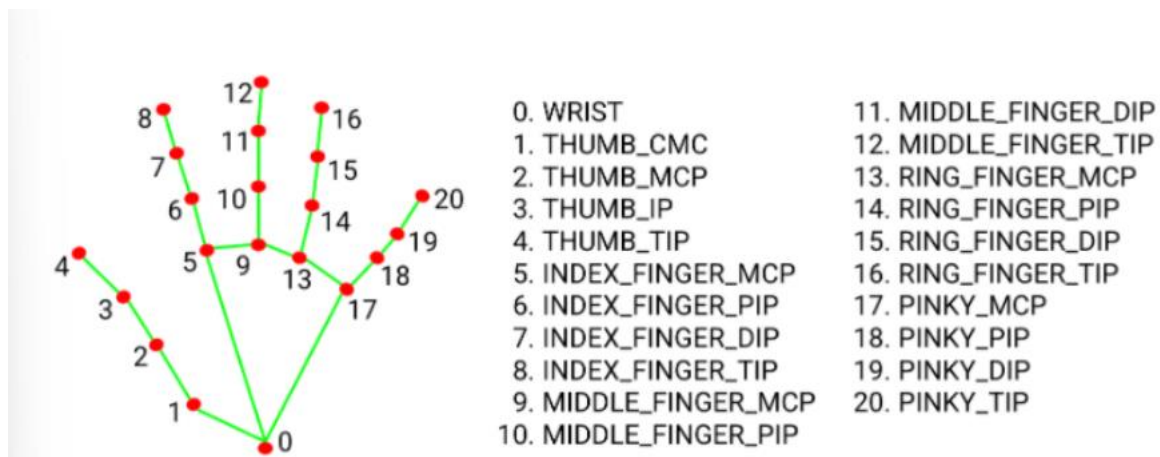 12
8
16
11
7
15
10
6
20
14
19
5
9
18
4
13
3
17
2
1
0
0. WRIST
1. THUMB_CMC
2. THUMB_MCP
3. THUMB_IP
4. THUMB_TIP
5. INDEX_FINGER_MCP
6. INDEX_FINGER_PIP
7. INDEX_FINGER_DIP
8. INDEX_FINGER_TIP
9. MIDDLE_FINGER_MCP
10. MIDDLE_FINGER_PIP
11. MIDDLE_FINGER_DIP
12. MIDDLE_FINGER_TIP
13. RING_FINGER_MCP
14. RING_FINGER_PIP
15. RING_FINGER_DIP
16. RING_FINGER_TIP
17. PINKY_MCP
18. PINKY_PIP
19. PINKY_DIP
20. PINKY_TIP